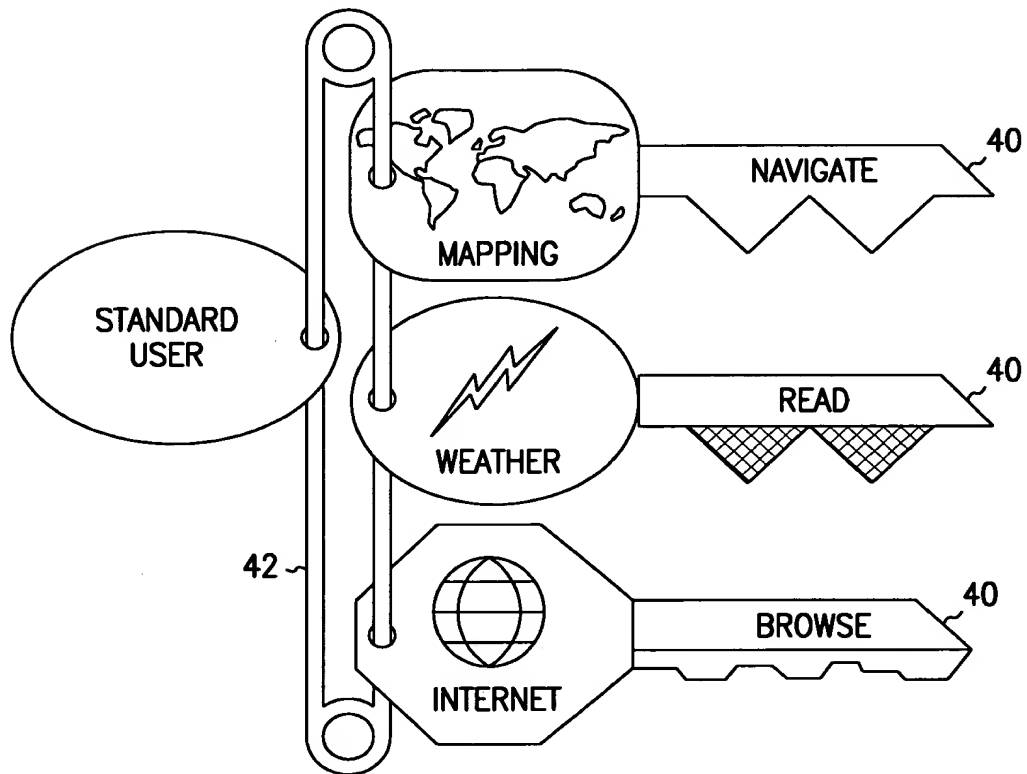 40
NAVIGATE
MAPPING
STANDARD
USER
40
READ
WEATHER
42
40
BROWSE
INTERNET